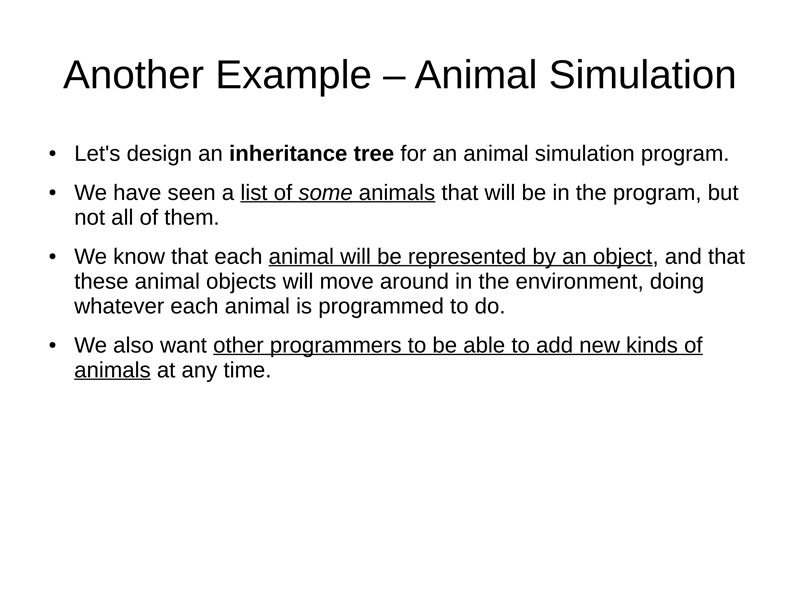 Another Example – Animal Simulation
• Let's design an inheritance tree for an animal simulation program.
• We have seen a list of some animals that will be in the program, but
not all of them.
• We know that each animal will be represented by an object, and that
these animal objects will move around in the environment, doing
whatever each animal is programmed to do.
• We also want other programmers to be able to add new kinds of
animals at any time.